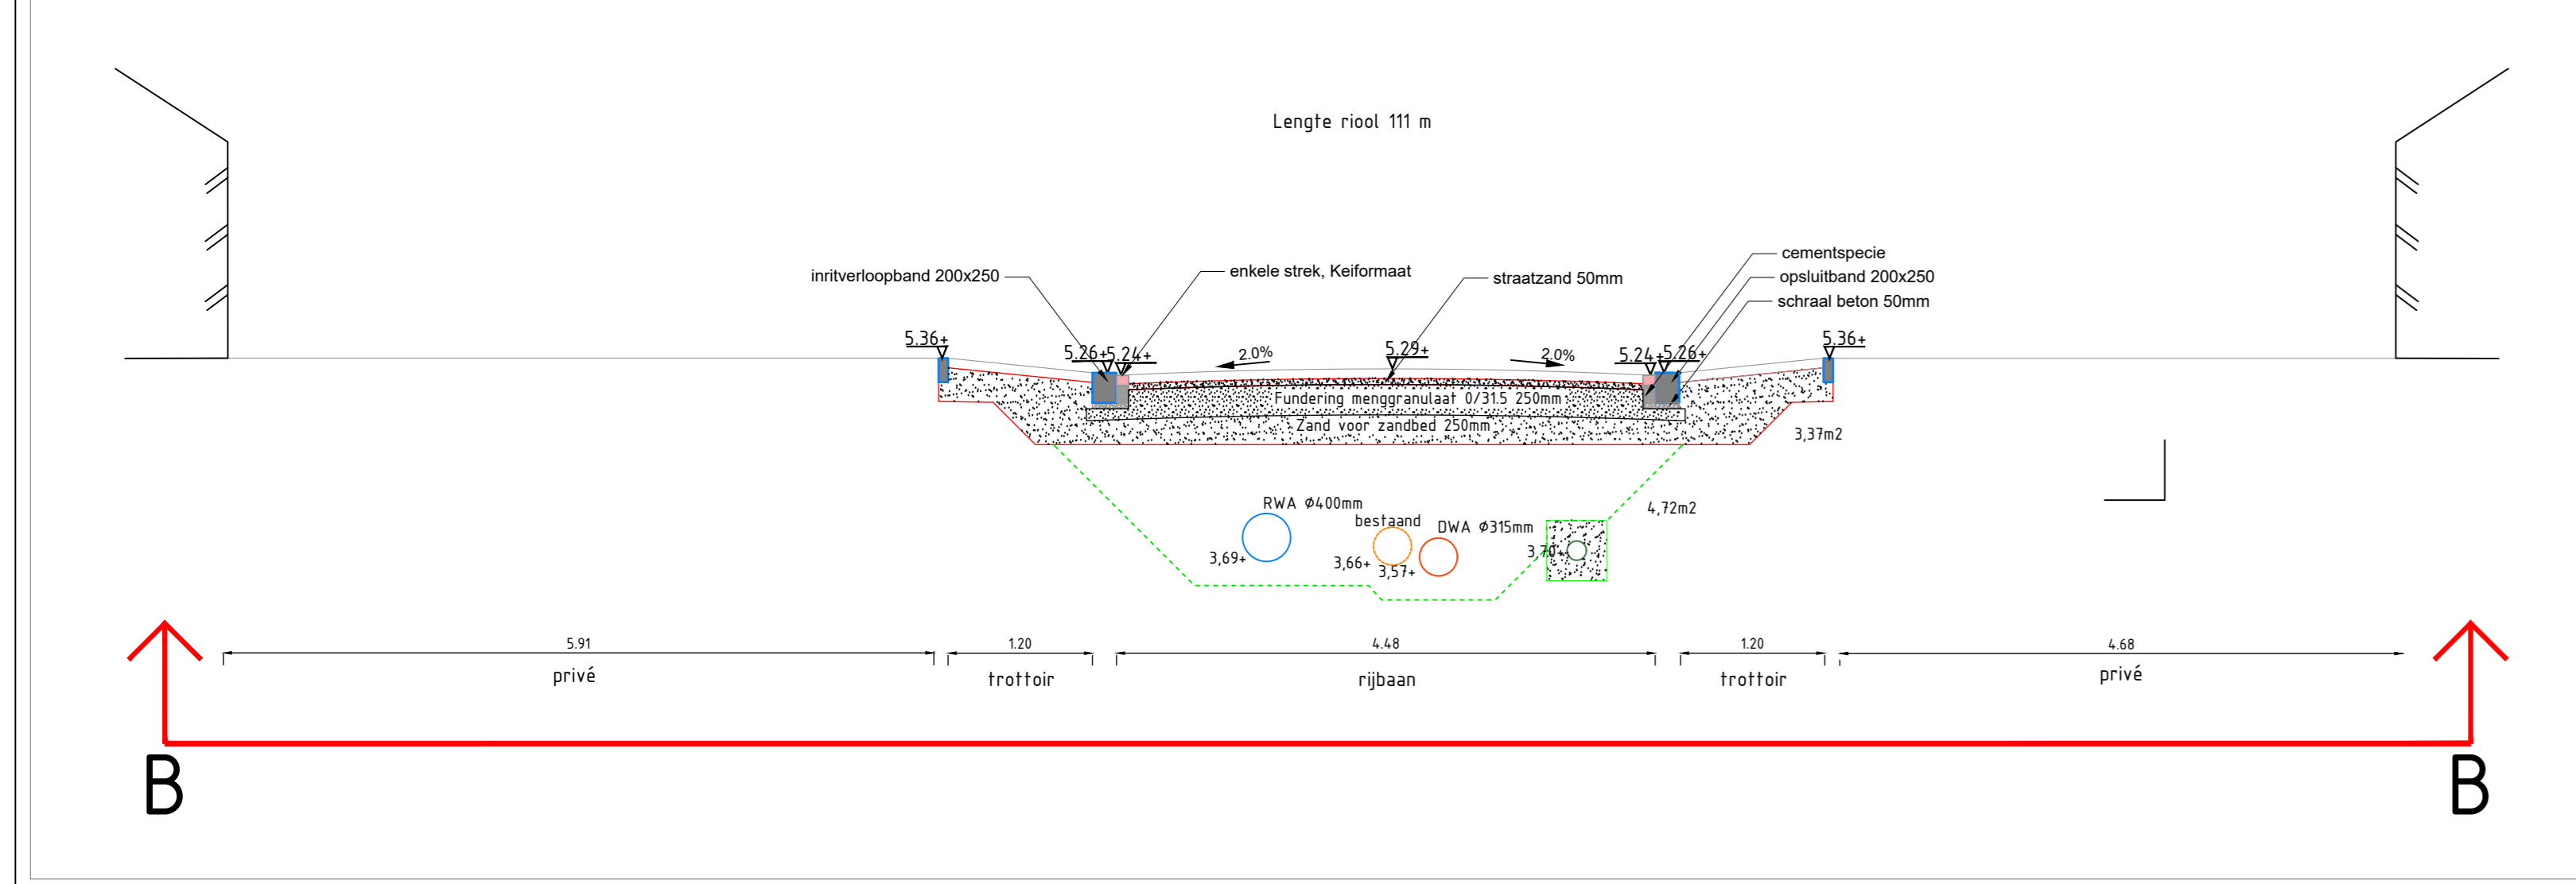 Lengte riool 111 m
cementspecie
inritverloopband 200x250
enkele strek, Keiformaat
straatzand 50mm
opsluitband 200x250
schraal beton 50mm
5.36+
5.26+
5.24+
2.0%
5.29+
2.0%
5.24+
5.26+
5.36+
Fundering menggranulaat 0/31.5 250mm
Zand voor zandbed 250mm
3,37m2
RWA Ø400mm
bestaand
DWA Ø315mm
4,72m2
3,69+
3,66+
3,57+
3,70+
5.91
1.20
4.48
1.20
4.68
privé
trottoir
rijbaan
trottoir
privé
B
B